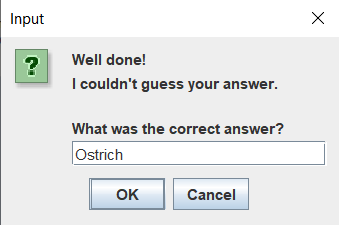 Input
Well done!
I couldn't guess your answer.
What was the correct answer?
Ostrich
OK
Cancel